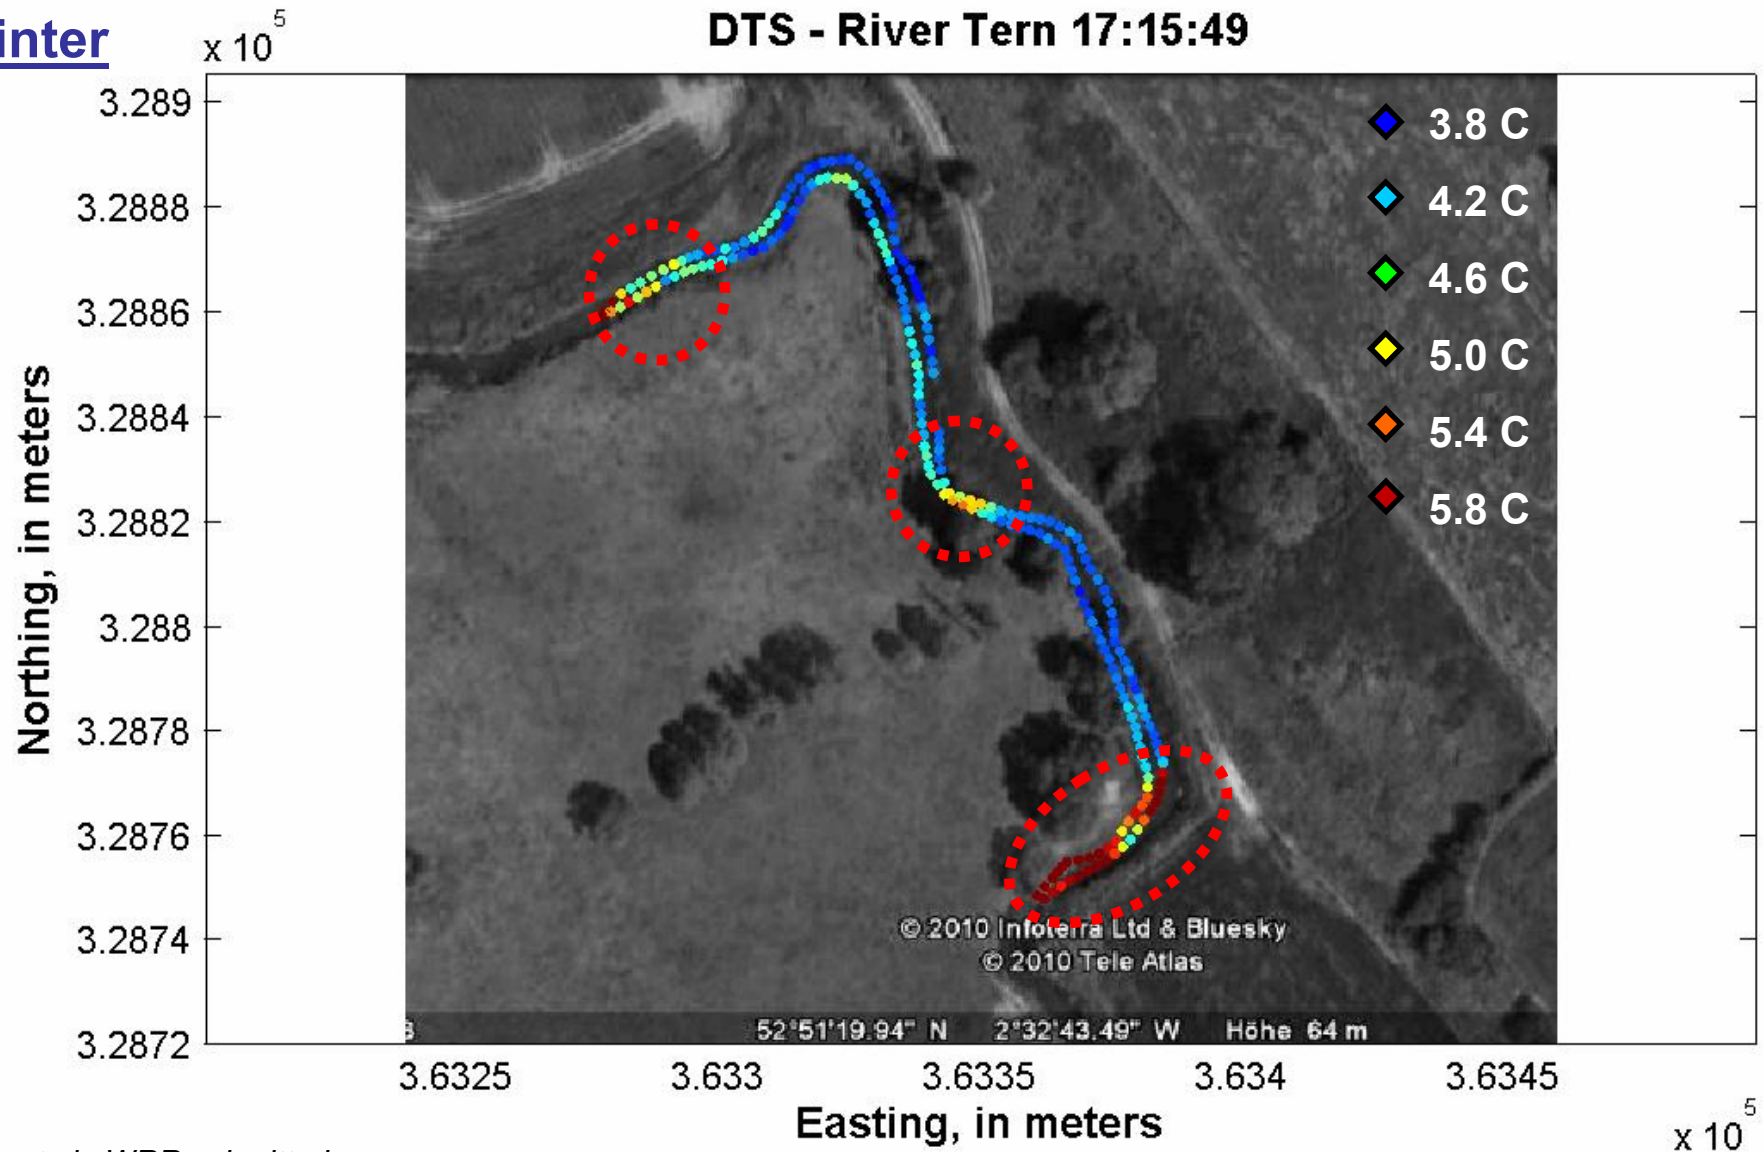 inter
x 10 5
DTS - River Tern 17:15:49
3.289
3.2888
3.2886
3.2884
3.2882
3.288
3.2878
3.2876
3.2874
3.2872
Northing, in meters
3.8 C
4.2 C
4.6 C
5.0 C
5.4 C
5.8 C
© 2010 Infoterra Ltd & Bluesky
© 2010 Tele Atlas
52°51'19.94" N 2°32'43.49" W Höhe 64 m
3.6325 3.633 3.6335 3.634 3.6345
Easting, in meters
x 10 5